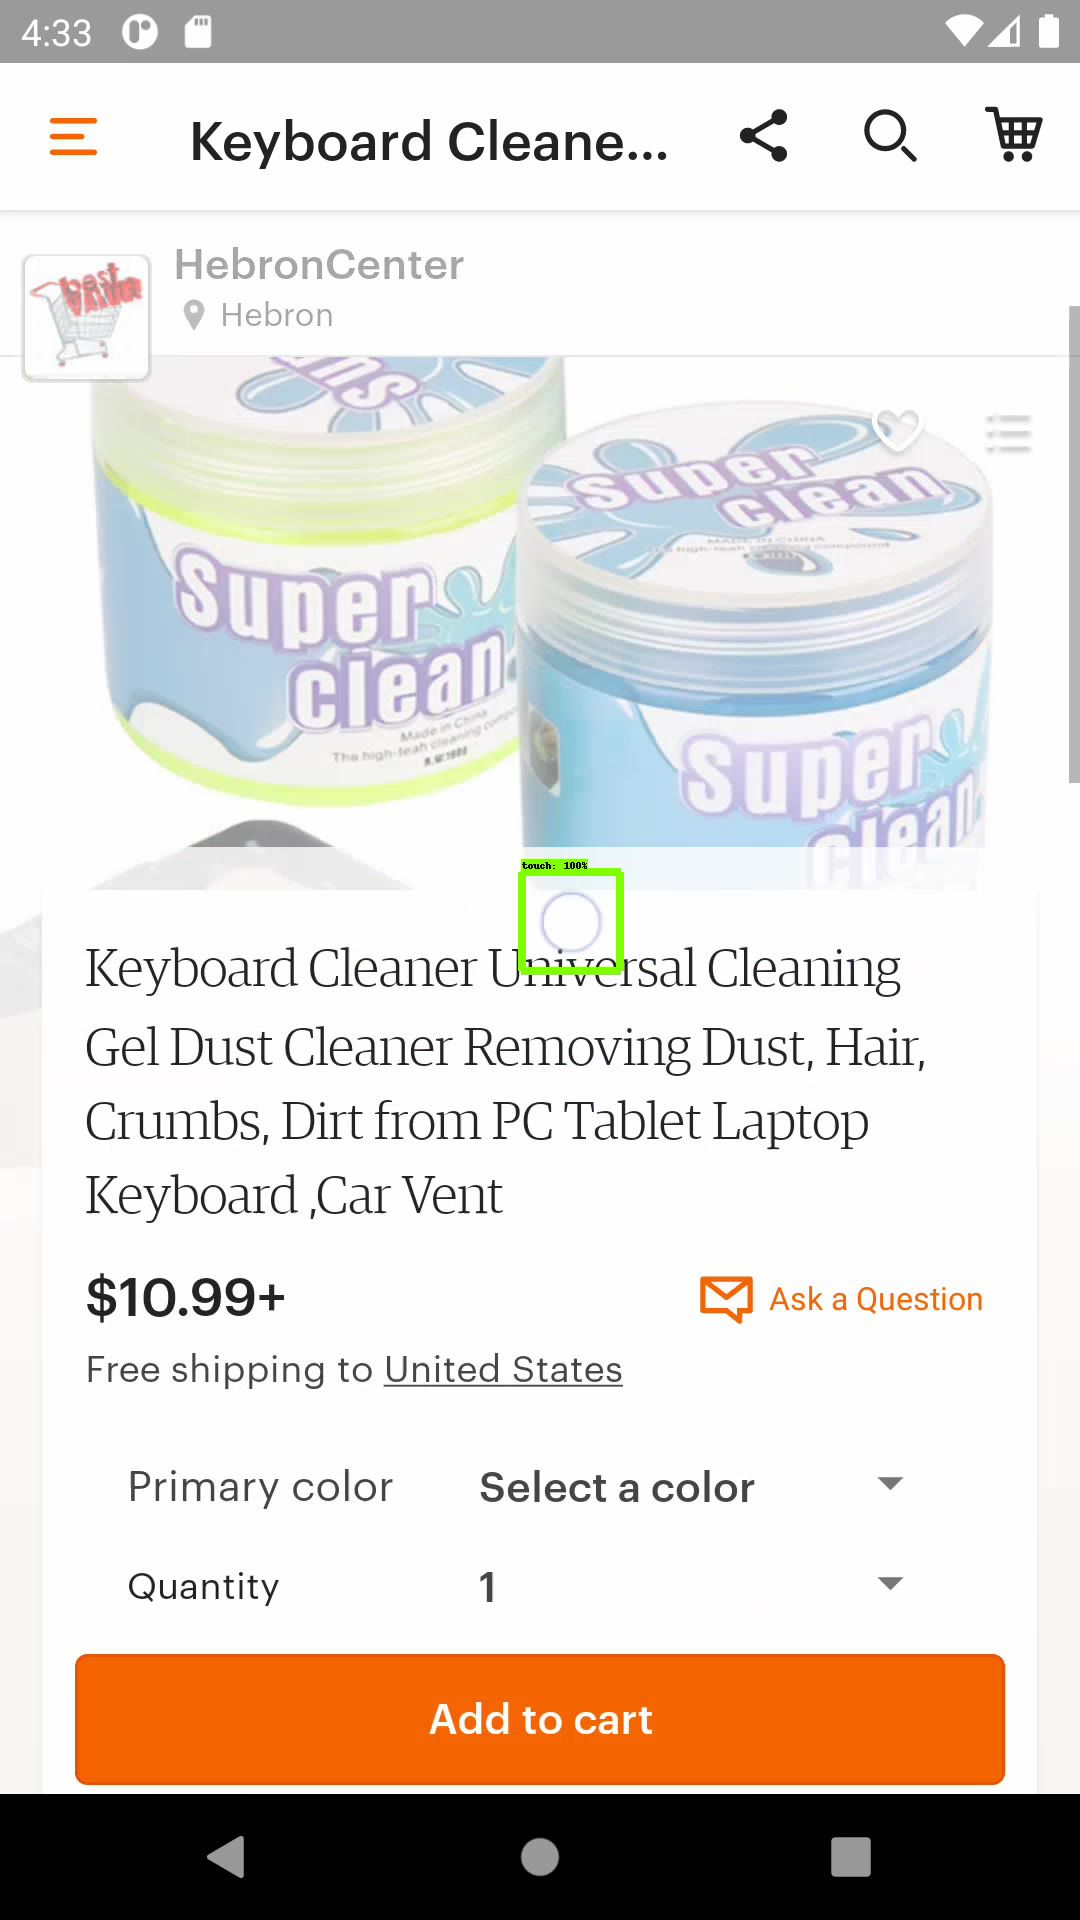 4:33
Keyboard Cleane...
HebronCenter
Hebron
best
VALUE
Super
clean
MADE IN CHINA
Super
clean
Made in China
The high-teah cleaning compo
Super
clean
touch: 100%
Keyboard Cleaner Universal Cleaning
Gel Dust Cleaner Removing Dust, Hair,
Crumbs, Dirt from PC Tablet Laptop
Keyboard ,Car Vent
$10.99+
Ask a Question
Free shipping to United States
Primary color
Select a color
Quantity
1
Add to cart